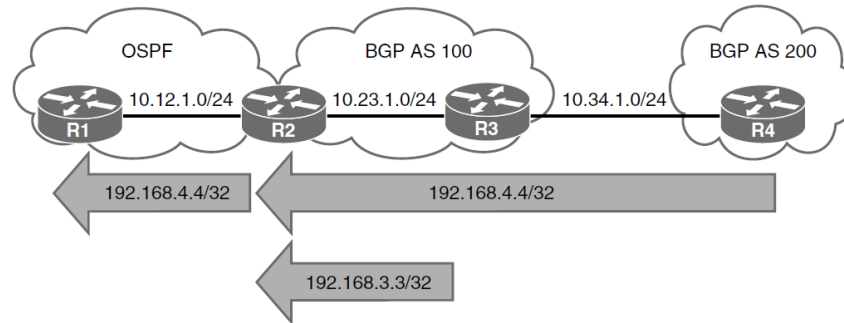 OSPF
BGP AS 100
BGP AS 200
10.12.1.0/24
10.23.1.0/24
10.34.1.0/24
R1
R2
R3
R4
192.168.4.4/32
192.168.4.4/32
192.168.3.3/32